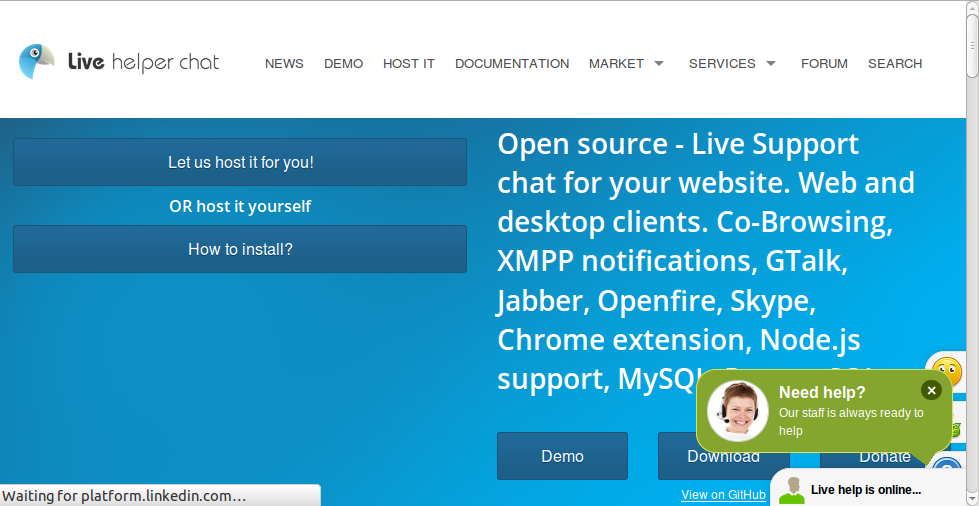 Live helper chat
NEWS DEMO HOST IT DOCUMENTATION MARKET SERVICES FORUM SEARCH
Let us host it for you!
OR host it yourself
How to install?
Open source - Live Support
chat for your website. Web and
desktop clients. Co-Browsing,
XMPP notifications, GTalk,
Jabber, Openfire, Skype,
Chrome extension, Node.js
support, MySQL
Need help?
Our staff is always ready to
help
Demo Download Donate
View on GitHub
Live help is online...
Waiting for platform.linkedin.com...